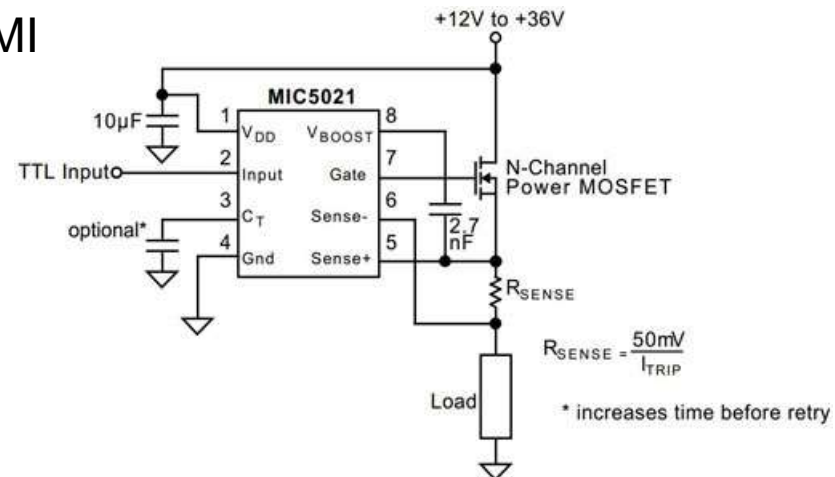 MI
+12V to +36V
MIC5021
10µF
1
8
VDD
VBOOST
TTL Input
2
7
Input
Gate
N-Channel
Power MOSFET
optional*
3
6
CT
Sense-
2.7
nF
4
5
Gnd
Sense+
RSENSE
RSENSE = 50mV
ITRIP
Load
* increases time before retry